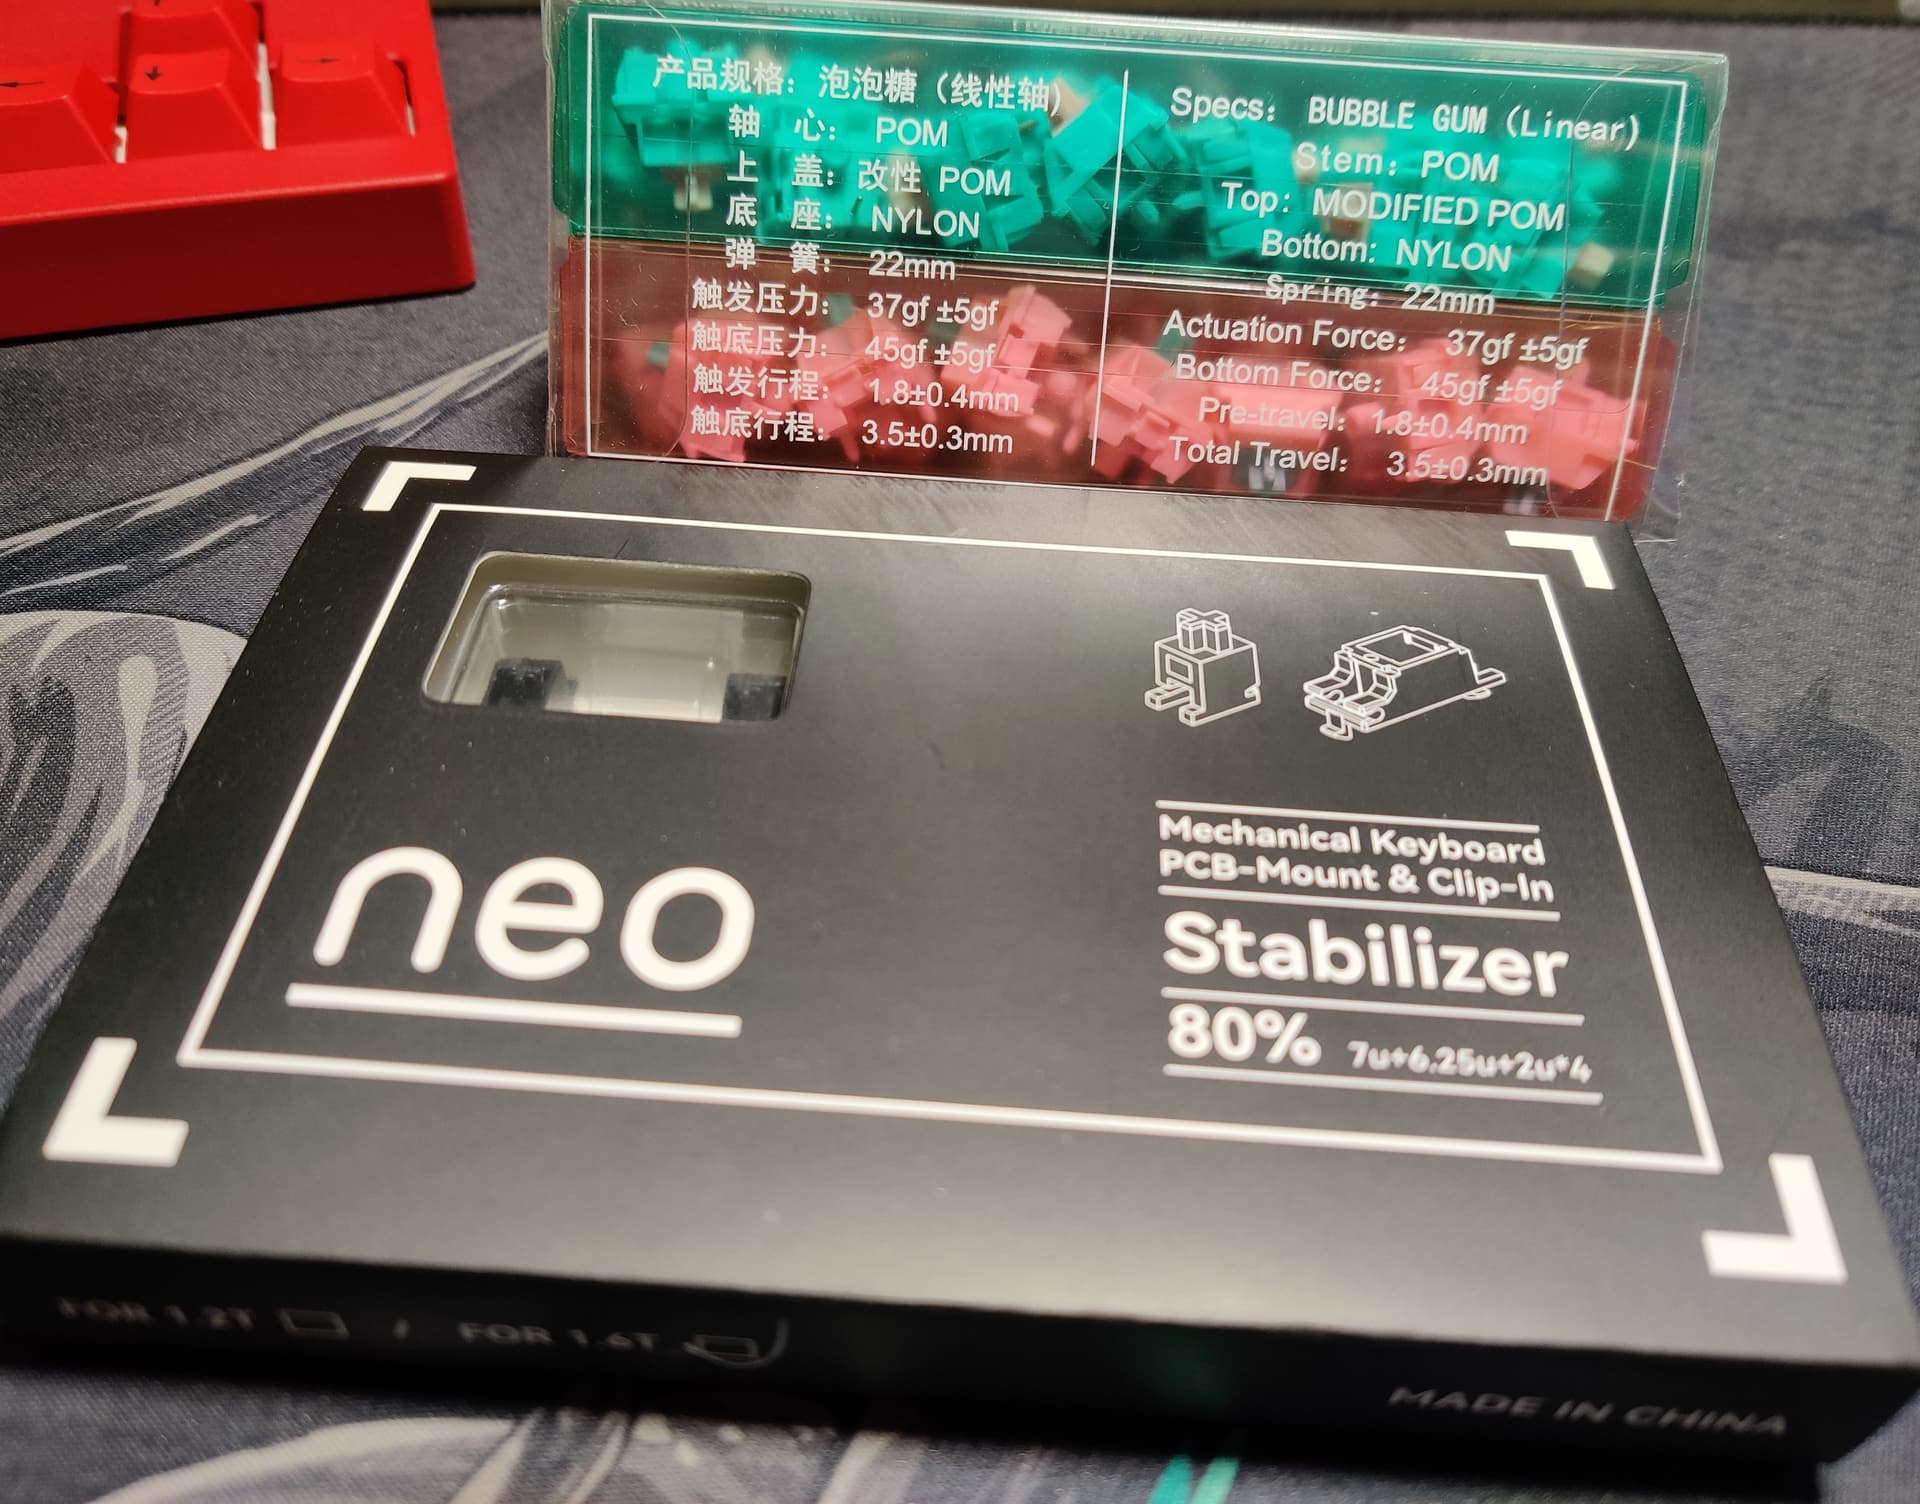 产品规格：泡泡糖（线性轴）
轴 心： POM
上 盖： 改性 POM
底 座： NYLON
弹 簧： 22mm
触发压力： 37gf ±5gf
触底压力： 45gf ±5gf
触发行程： 1.8±0.4mm
触底行程： 3.5±0.3mm
Specs： BUBBLE GUM（Linear）
Stem：POM
Top：MODIFIED POM
Bottom：NYLON
Spring：22mm
Actuation Force： 37gf ±5gf
Bottom Force： 45gf ±5gf
Pre-travel：1.8±0.4mm
Total Travel： 3.5±0.3mm
neo
Mechanical Keyboard
PCB-Mount & Clip-In
Stabilizer
80% 7u+6.25u+2u*4
FOR 1.2T / FOR 1.6T
MADE IN CHINA